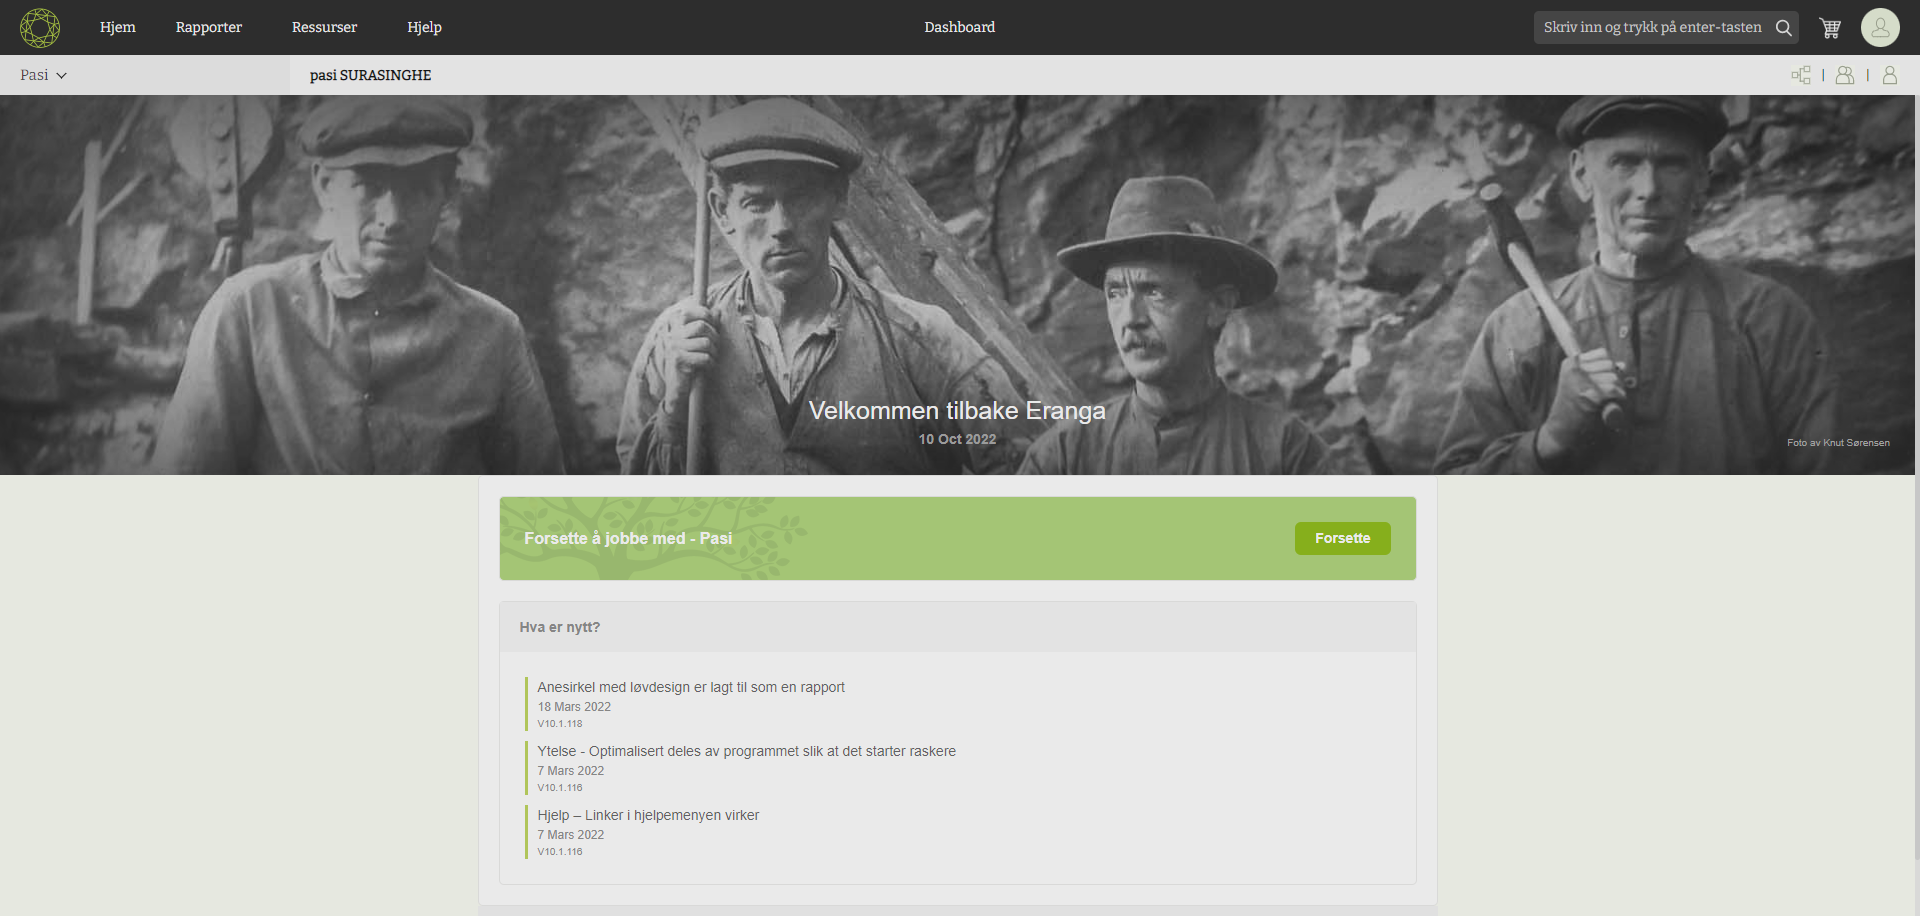 Hjem
Rapporter
Ressurser
Hjelp
Dashboard
Skriv inn og trykk på enter-tasten
Pasi
pasi SURASINGHE
Velkommen tilbake Eranga
10 Oct 2022
Foto av Knut Sørensen
Forsette å jobbe med - Pasi
Forsette
Hva er nytt?
Anesirkel med løvdesign er lagt til som en rapport
18 Mars 2022
V10.1.118
Ytelse - Optimalisert deles av programmet slik at det starter raskere
7 Mars 2022
V10.1.116
Hjelp – Linker i hjelpemenyen virker
7 Mars 2022
V10.1.116